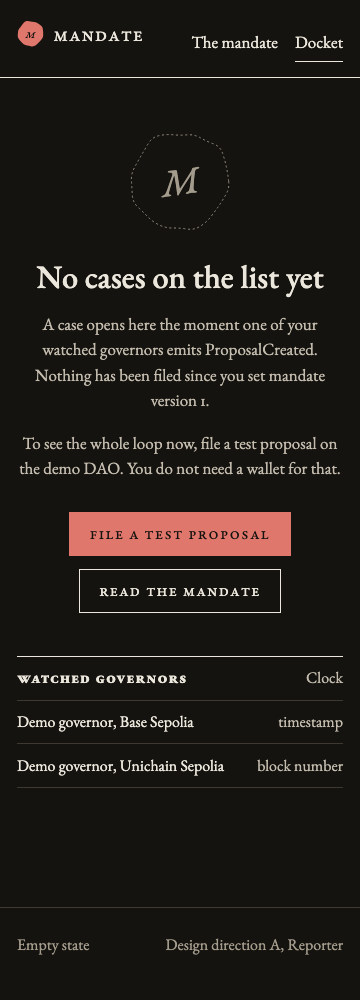 M MANDATE The mandate Docket
M
No cases on the list yet
A case opens here the moment one of your
watched governors emits ProposalCreated.
Nothing has been filed since you set mandate
version 1.
To see the whole loop now, file a test proposal on
the demo DAO. You do not need a wallet for that.
FILE A TEST PROPOSAL
READ THE MANDATE
WATCHED GOVERNORS Clock
Demo governor, Base Sepolia timestamp
Demo governor, Unichain Sepolia block number
Empty state Design direction A, Reporter